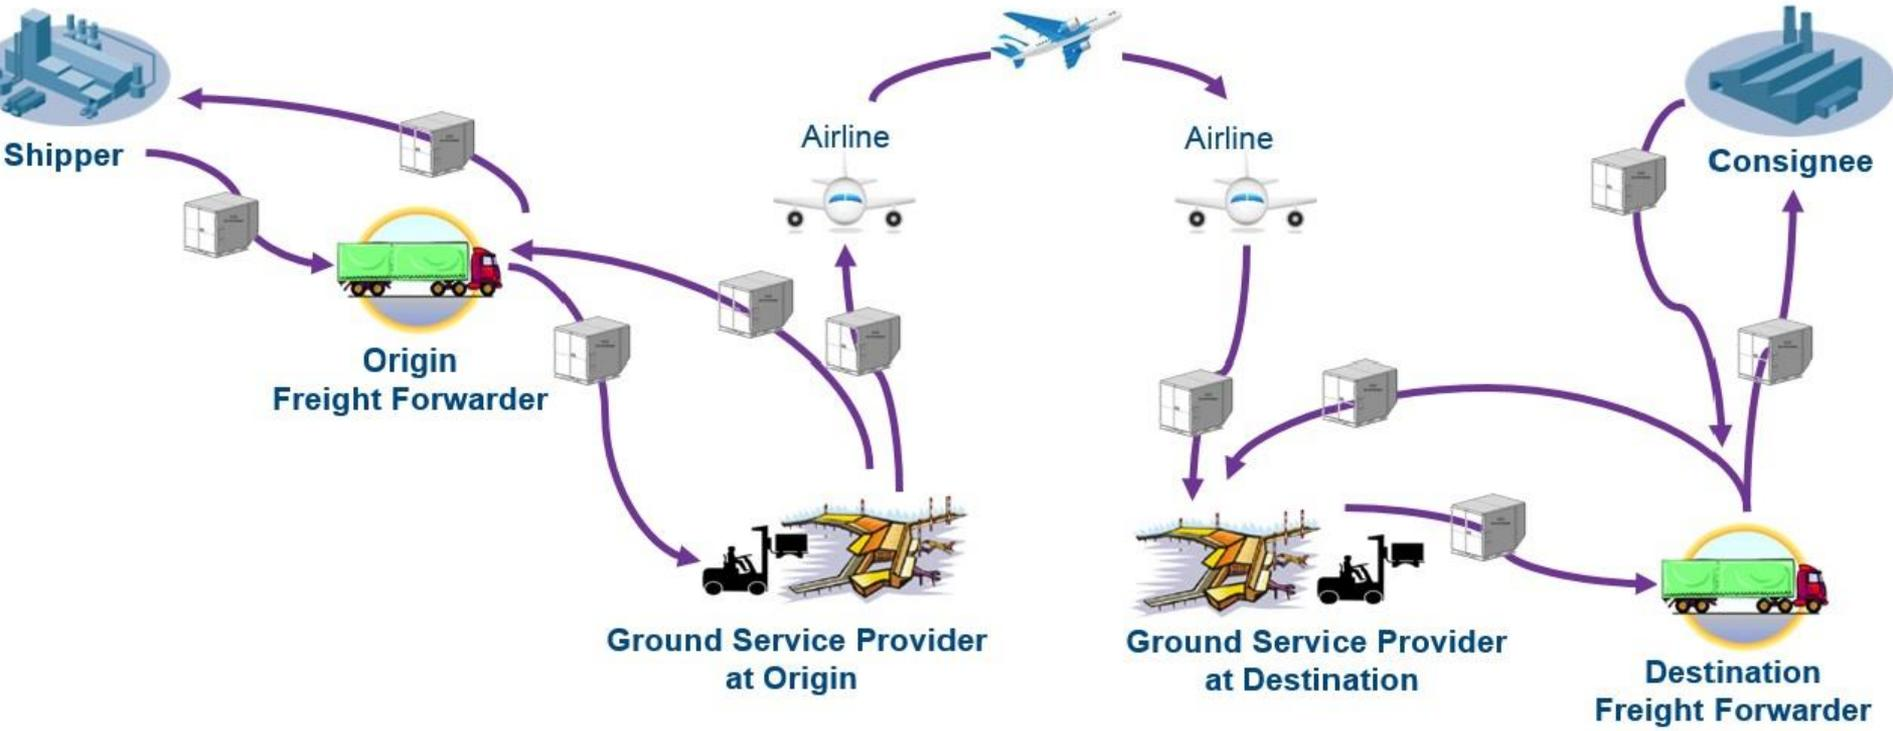 Airline
Airline
Shipper
Consignee
Origin
Freight Forwarder
Ground Service Provider
at Origin
Ground Service Provider
at Destination
Destination
Freight Forwarder